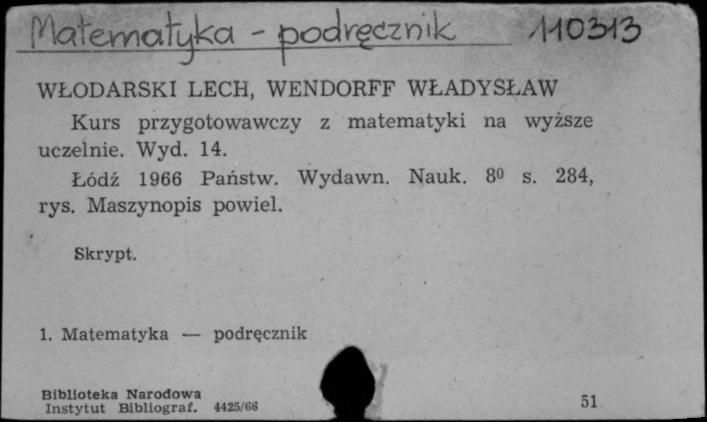 Matematyka - podręcznik 110313
WŁODARSKI LECH, WENDORFF WŁADYSŁAW
Kurs przygotowawczy z matematyki na wyższe
uczelnie. Wyd. 14.
Łódź 1966 Państw. Wydawn. Nauk. 8⁰ s. 284,
rys. Maszynopis powiel.
Skrypt.
1. Matematyka — podręcznik
Biblioteka Narodowa
Instytut Bibliograf. 4425/66 51